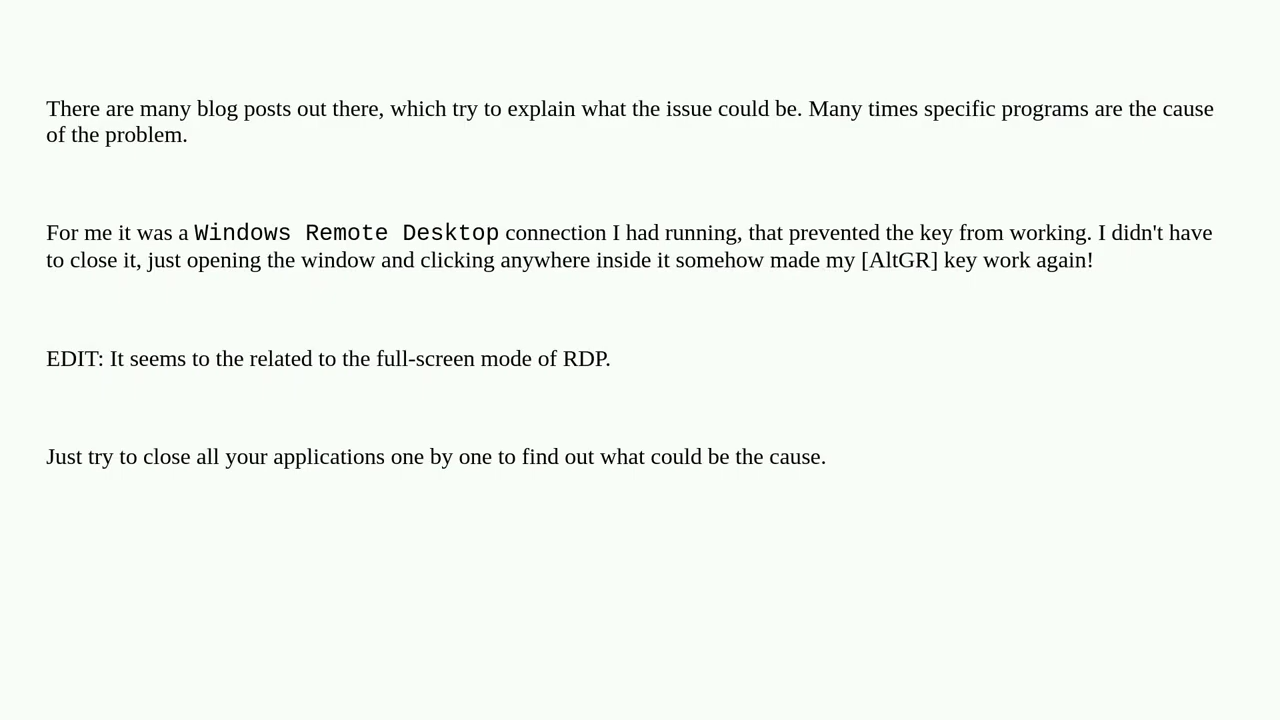 There are many blog posts out there, which try to explain what the issue could be. Many times specific programs are the cause
of the problem.
For me it was a Windows Remote Desktop connection I had running, that prevented the key from working. I didn't have
to close it, just opening the window and clicking anywhere inside it somehow made my [AltGR] key work again!
EDIT: It seems to the related to the full-screen mode of RDP.
Just try to close all your applications one by one to find out what could be the cause.